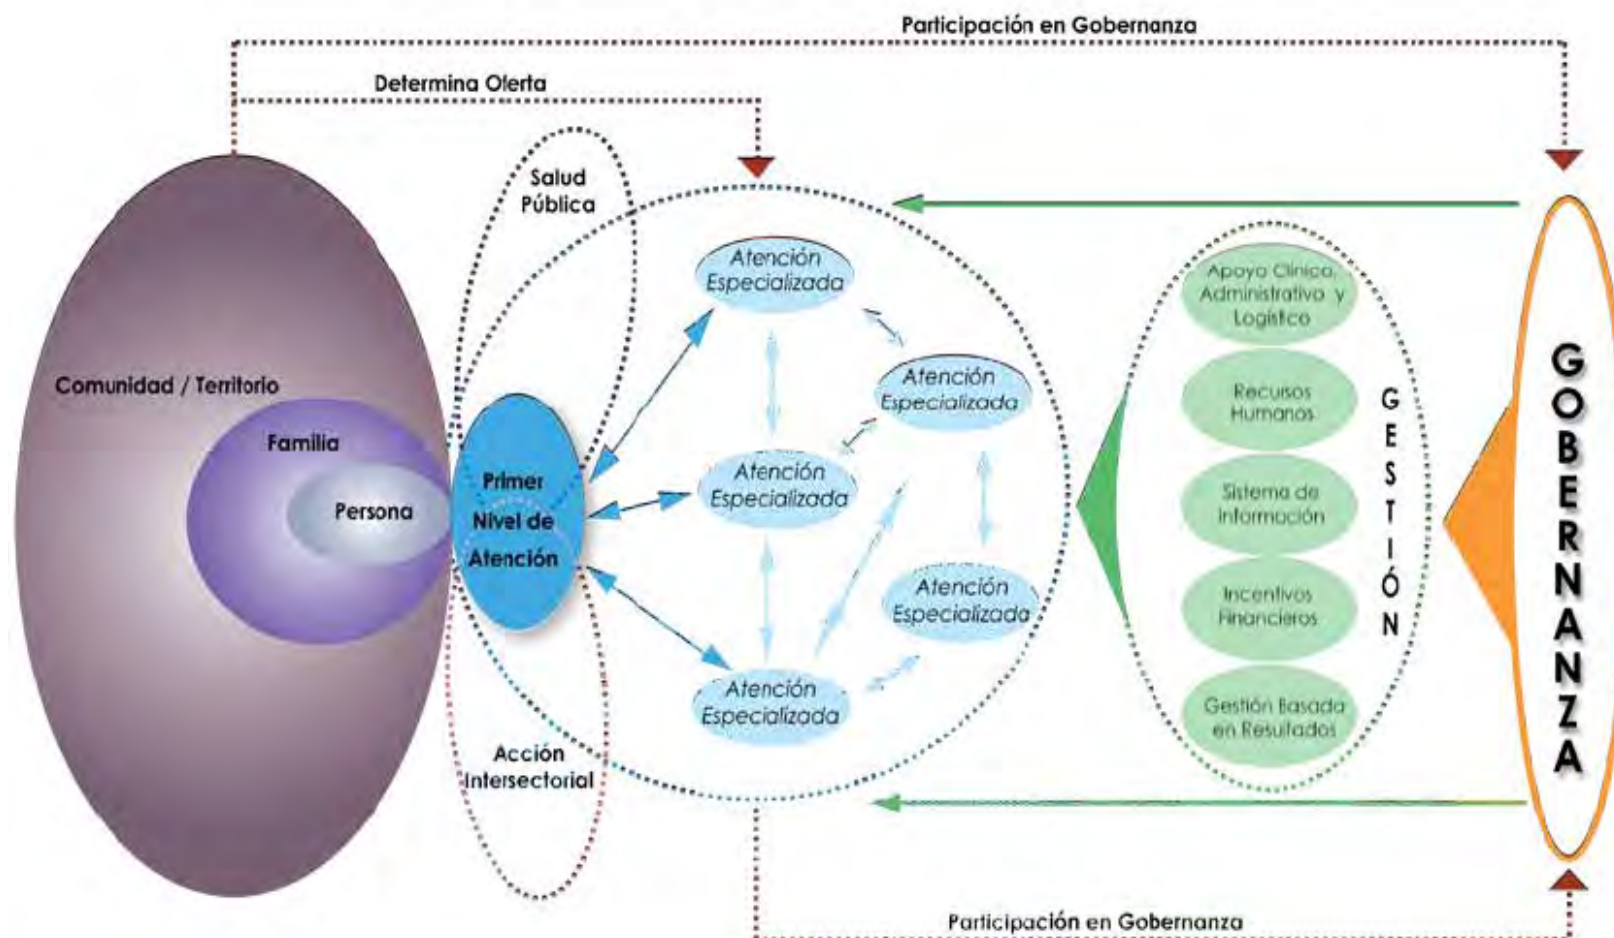 Participación en Gobernanza
Determina Oferta
Salud
Pública
Comunidad / Territorio
Familia
Persona
Primer
Nivel de
Atención
Acción
Intersectorial
Atención
Especializada
Atención
Especializada
Atención
Especializada
Atención
Especializada
Atención
Especializada
Apoyo Clínico,
Administrativo y
Logístico
Recursos
Humanos
Sistema de
Información
Incentivos
Financieros
Gestión Basada
en Resultados
GESTIÓN
GOBERNANZA
Participación en Gobernanza